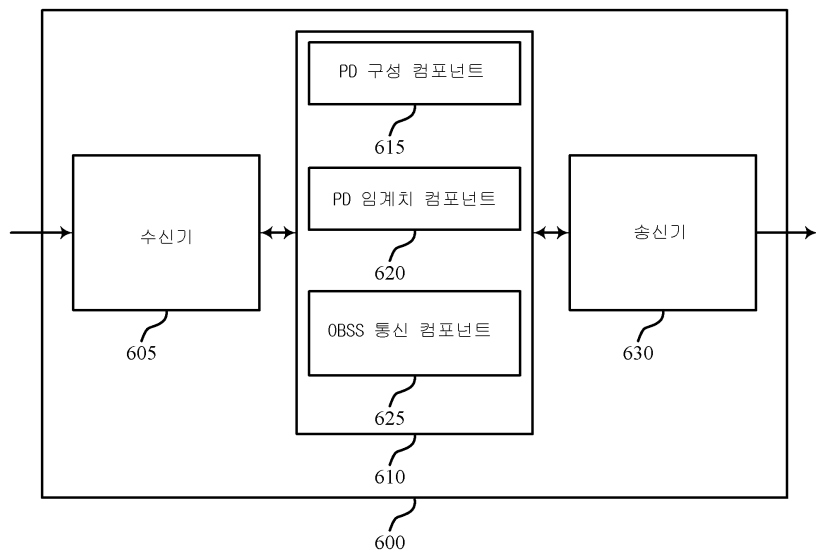 PD 구성 컴포넌트
615
PD 임계치 컴포넌트
620
수신기
605
송신기
630
OBSS 통신 컴포넌트
625
610
600